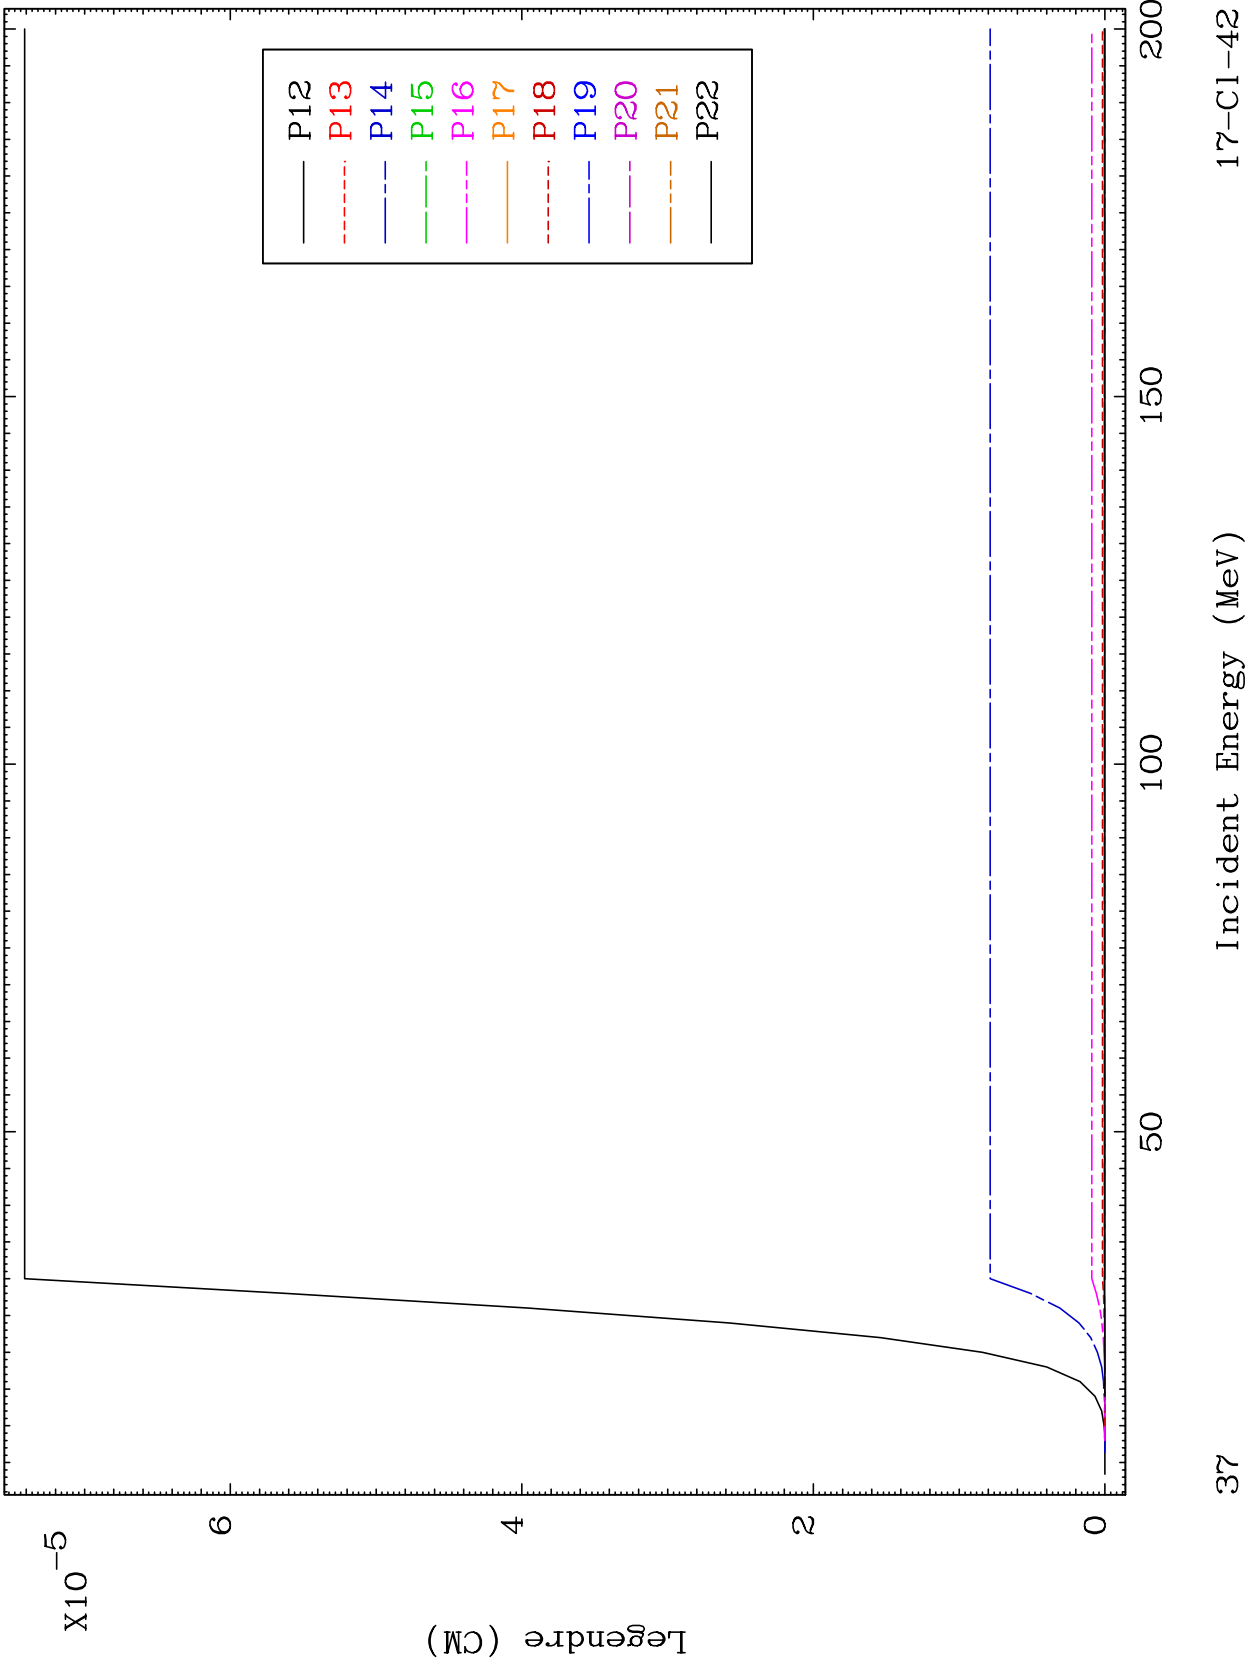 X10-5
6
4
2
0
Legendre (CM)
P12
P13
P14
P15
P16
P17
P18
P19
P20
P21
P22
50
100
150
200
Incident Energy (MeV)
37
17-Cl-42